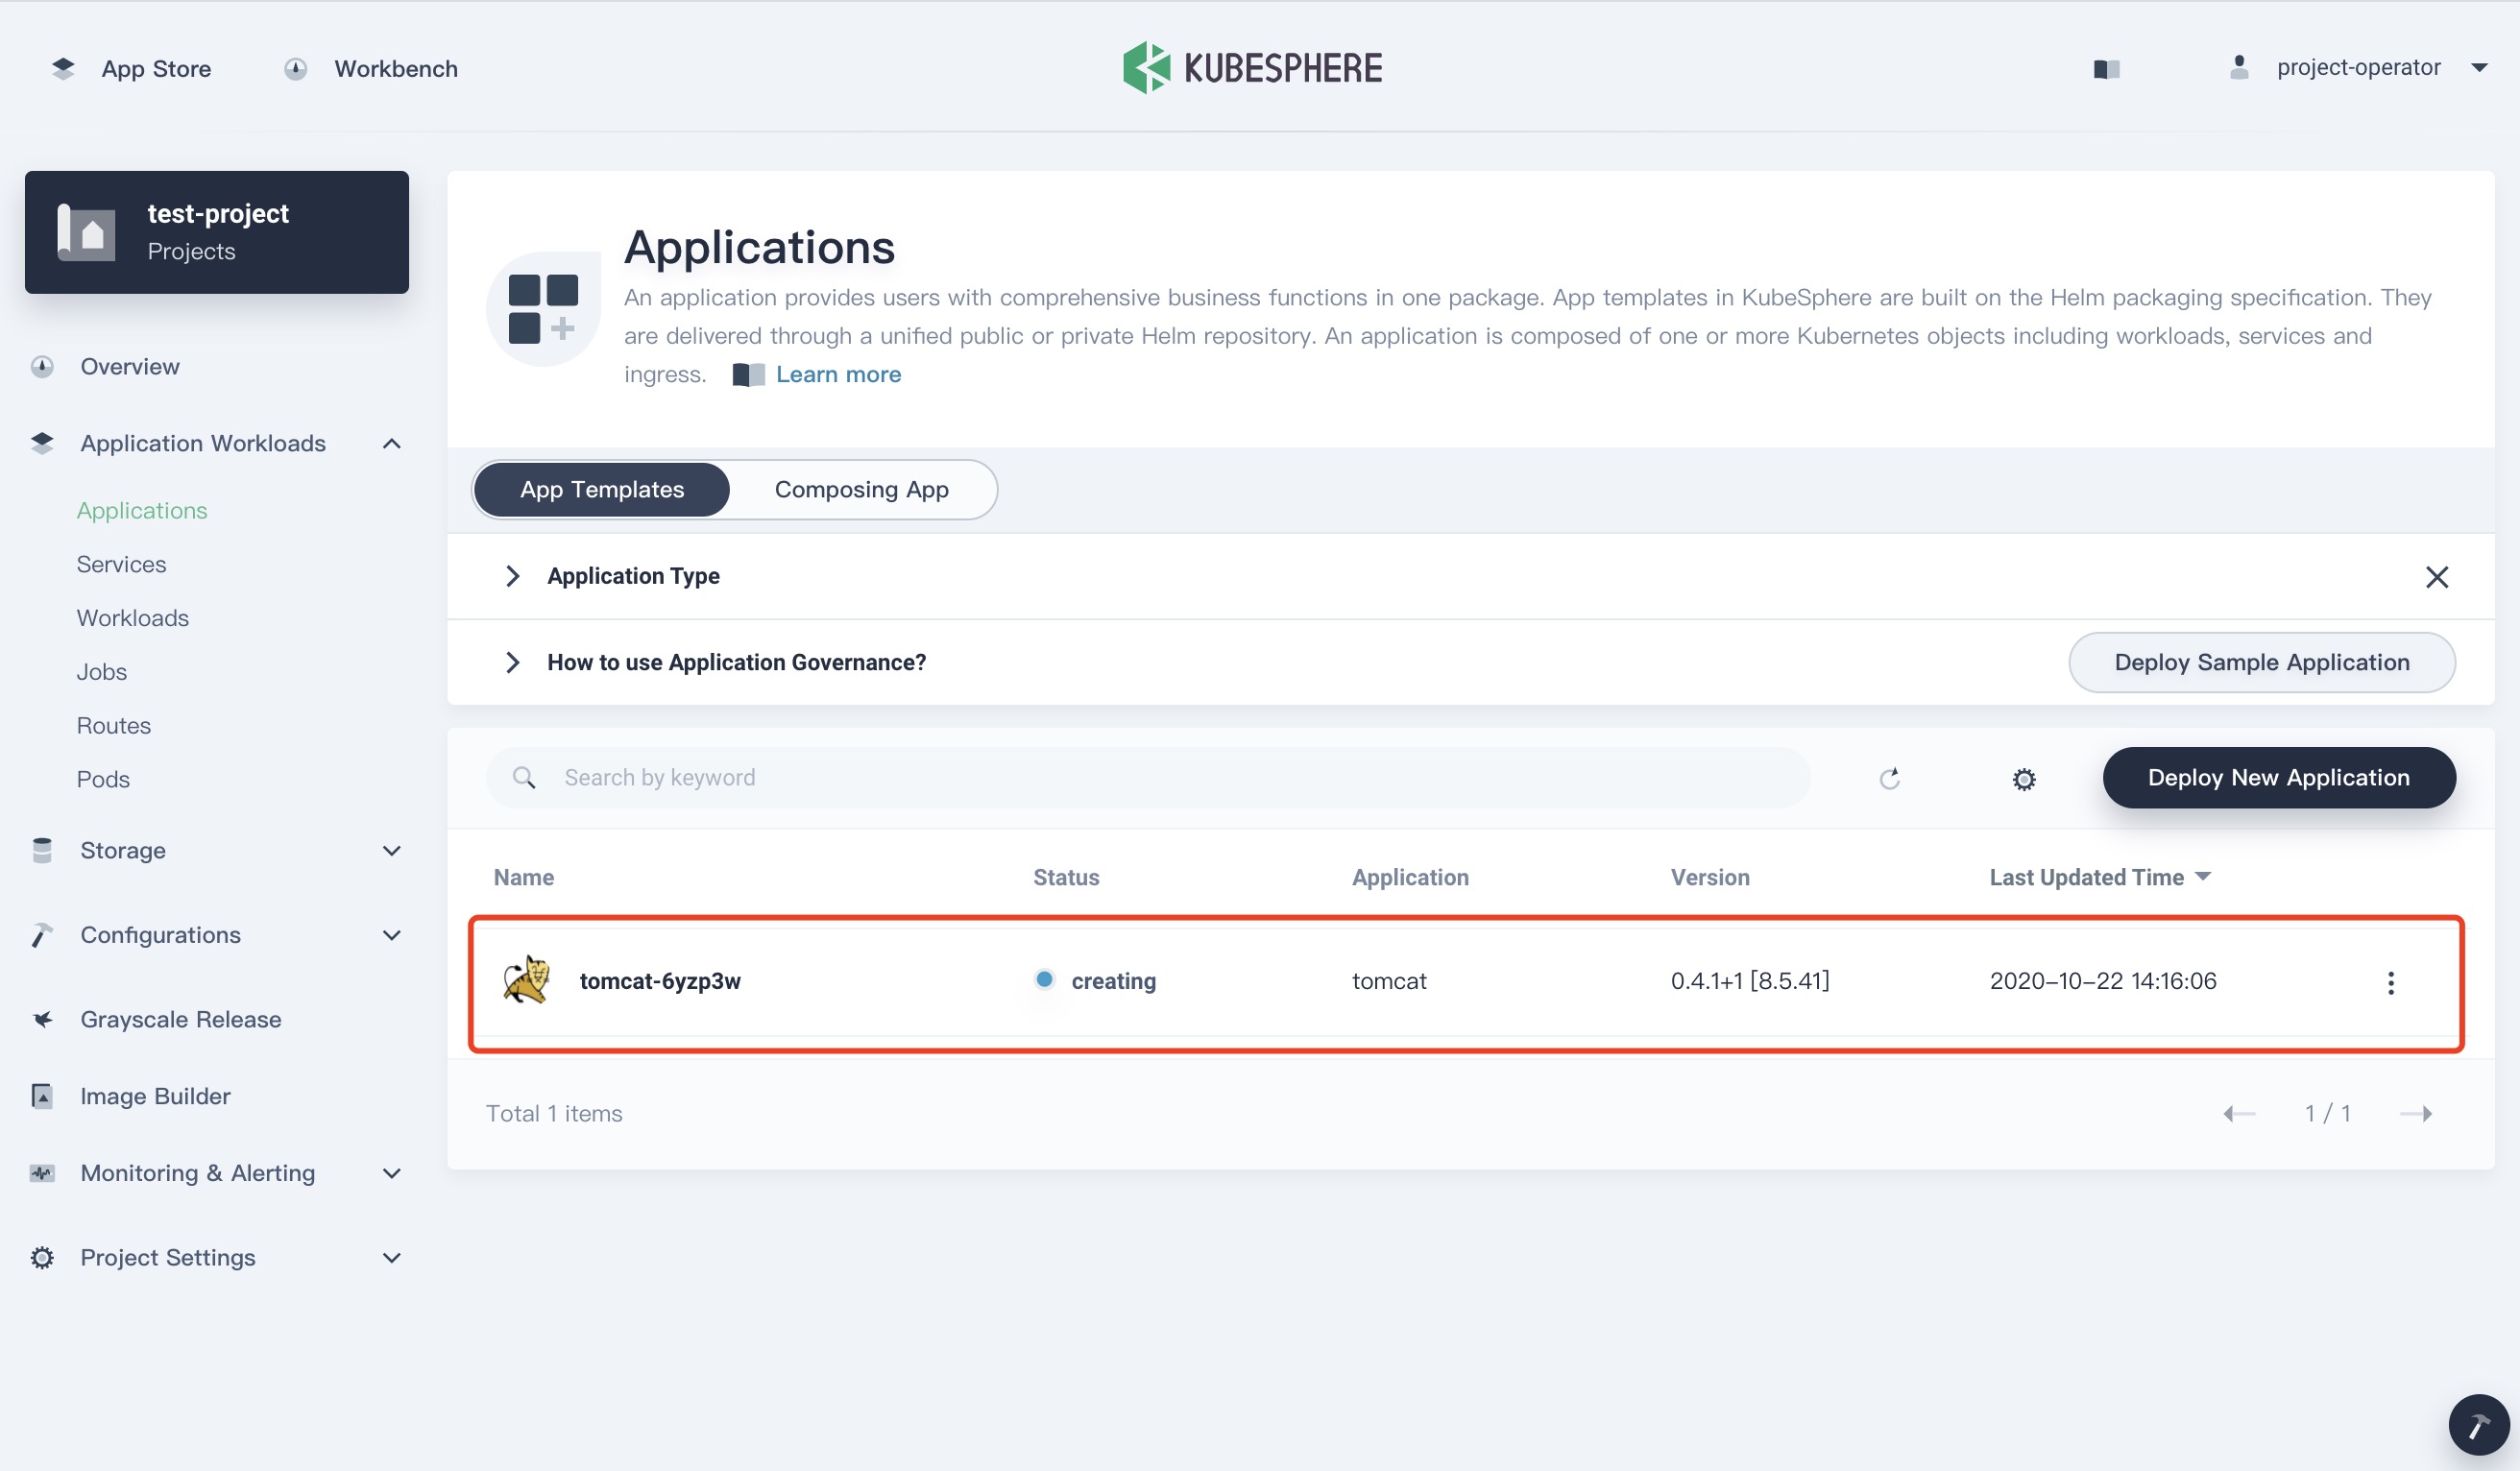 App Store
Workbench
KUBESPHERE
project-operator
test-project
Projects
Overview
Application Workloads
Applications
Services
Workloads
Jobs
Routes
Pods
Storage
Configurations
Grayscale Release
Image Builder
Monitoring & Alerting
Project Settings
Applications
An application provides users with comprehensive business functions in one package. App templates in KubeSphere are built on the Helm packaging specification. They
are delivered through a unified public or private Helm repository. An application is composed of one or more Kubernetes objects including workloads, services and
ingress. Learn more
App Templates
Composing App
Application Type
How to use Application Governance?
Deploy Sample Application
Search by keyword
Deploy New Application
Name Status Application Version Last Updated Time
tomcat-6yzp3w creating tomcat 0.4.1+1 [8.5.41] 2020-10-22 14:16:06
Total 1 items
1 / 1